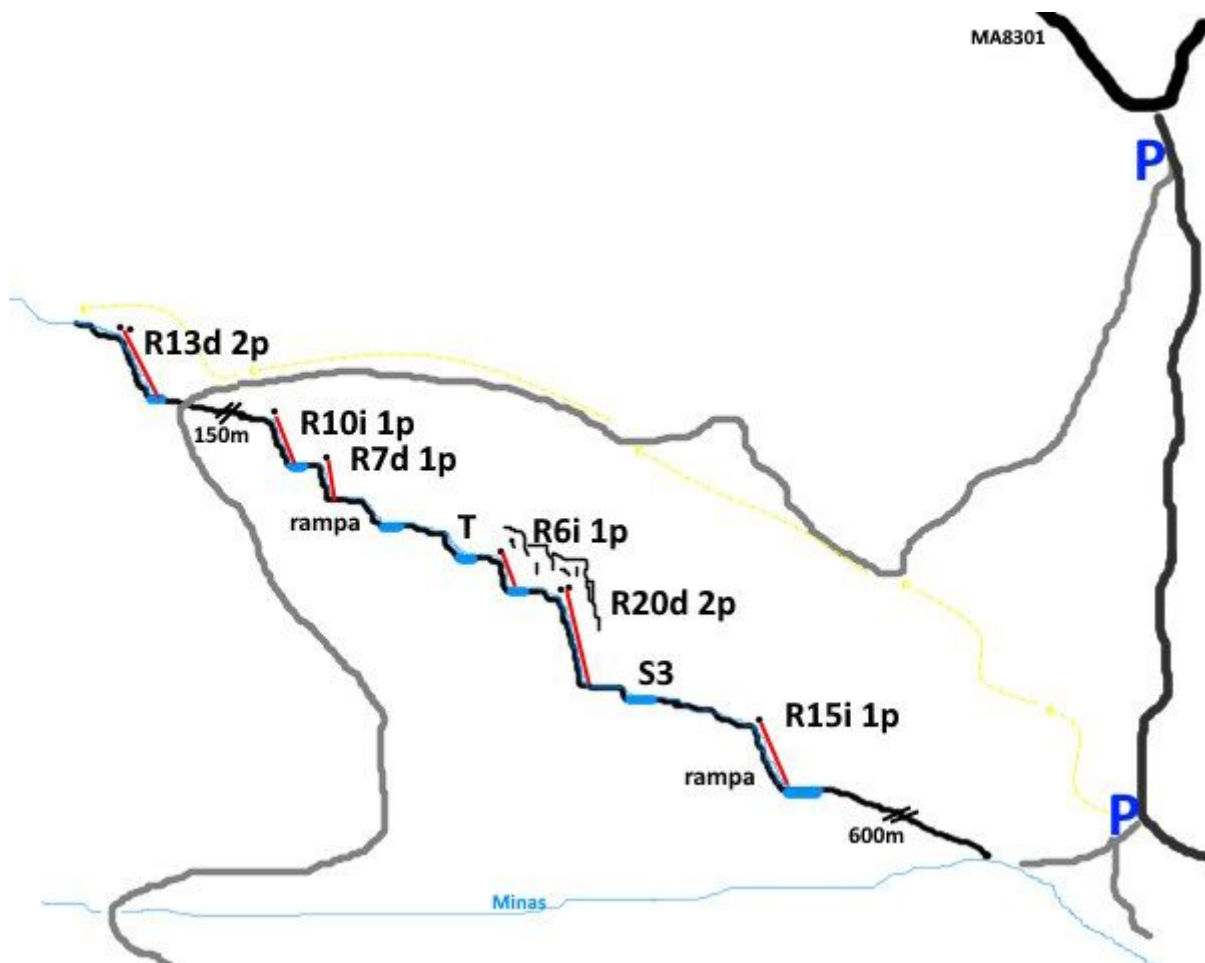 MA8301
P
R13d 2p
150m
R10i 1p
R7d 1p
rampa
T
R6i 1p
R20d 2p
S3
R15i 1p
rampa
P
600m
Minas